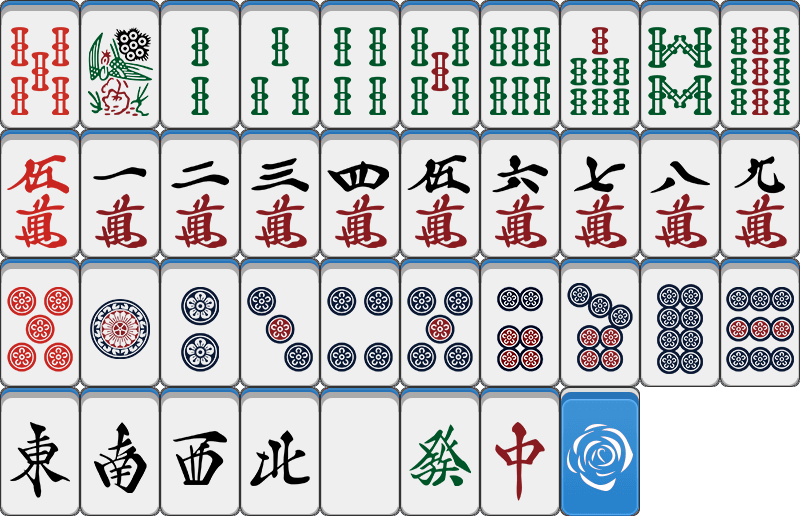 伍 一 二 三 四 伍 六 七 八 九
萬 萬 萬 萬 萬 萬 萬 萬 萬 萬
東 南 西 北 發 中